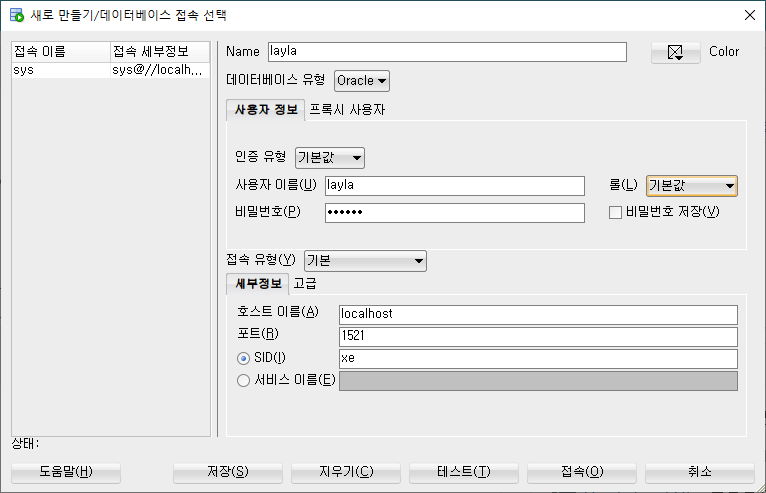 새로 만들기/데이터베이스 접속 선택
접속 이름 접속 세부정보
sys sys@//localh...
Name layla Color
데이터베이스 유형 Oracle
사용자 정보 프록시 사용자
인증 유형 기본값
사용자 이름(U) layla 롤(L) 기본값
비밀번호(P) •••••• 비밀번호 저장(V)
접속 유형(Y) 기본
세부정보 고급
호스트 이름(A) localhost
포트(R) 1521
SID(I) xe
서비스 이름(E)
상태:
도움말(H) 저장(S) 지우기(C) 테스트(T) 접속(O) 취소